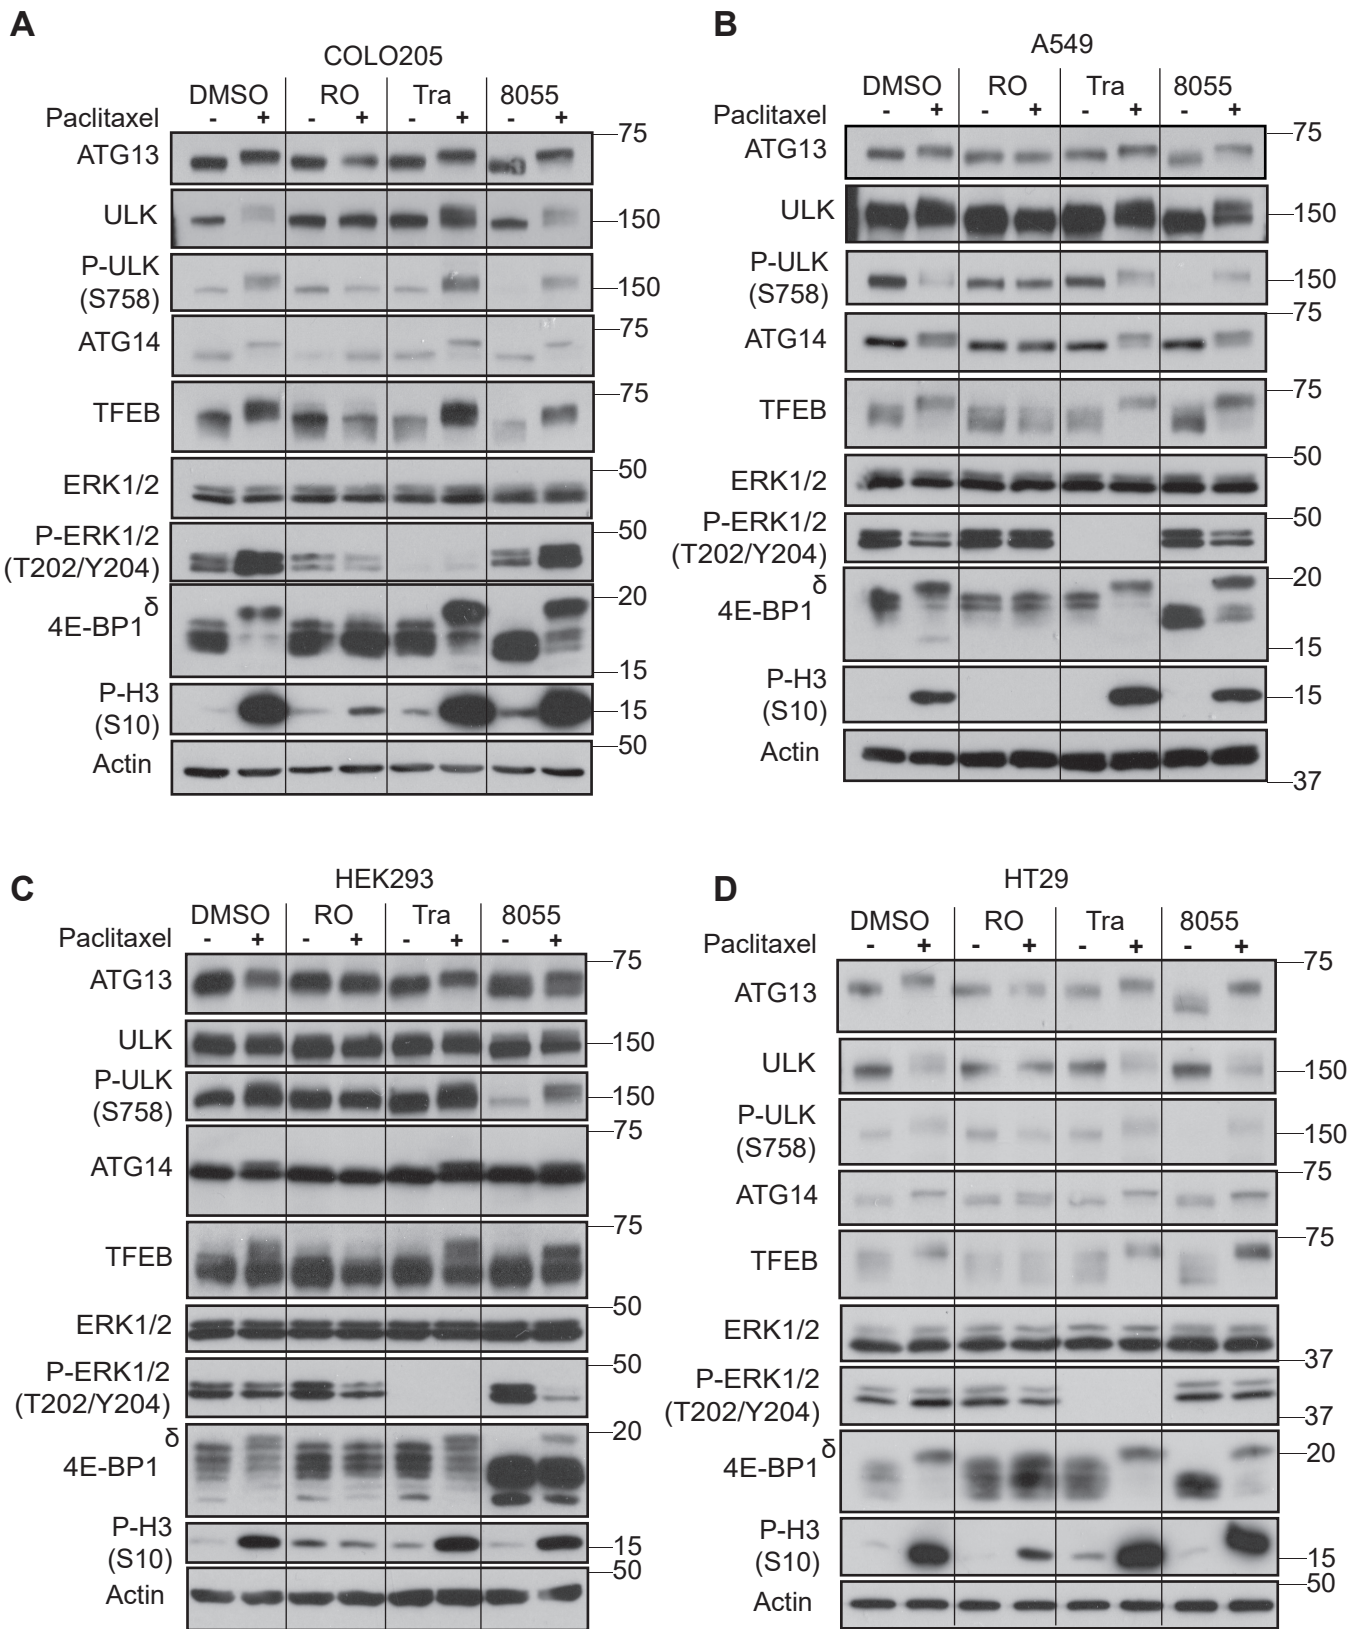 A
COLO205
DMSO RO Tra 8055
Paclitaxel - + - + - + - +
ATG13 75
ULK 150
P-ULK
(S758) 150
ATG14 75
TFEB 75
ERK1/2 50
P-ERK1/2
(T202/Y204) 50
4E-BP1 δ 20
15
P-H3
(S10) 15
Actin 50
B
A549
DMSO RO Tra 8055
Paclitaxel - + - + - + - +
ATG13 75
ULK 150
P-ULK
(S758) 150
ATG14 75
TFEB 75
ERK1/2 50
P-ERK1/2
(T202/Y204) 50
4E-BP1 δ 20
15
P-H3
(S10) 15
Actin
37
C
HEK293
DMSO RO Tra 8055
Paclitaxel - + - + - + - +
ATG13 75
ULK 150
P-ULK
(S758) 150
ATG14 75
TFEB 75
ERK1/2 50
P-ERK1/2
(T202/Y204) 50
4E-BP1 δ 20
P-H3
(S10) 15
Actin 50
D
HT29
DMSO RO Tra 8055
Paclitaxel - + - + - + - +
ATG13 75
ULK 150
P-ULK
(S758) 150
ATG14 75
TFEB 75
ERK1/2 37
P-ERK1/2
(T202/Y204) 37
4E-BP1 δ 20
P-H3
(S10) 15
Actin 50